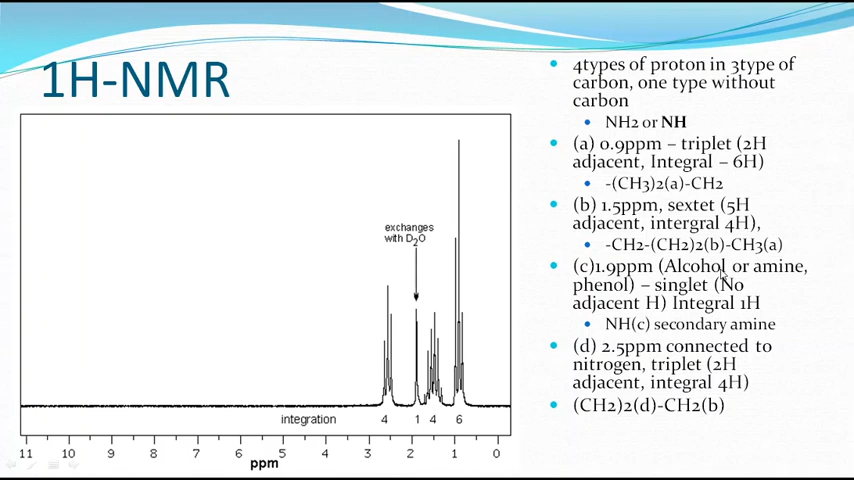 1H-NMR
exchanges
with D2O
integration
4 1 4 6
11 10 9 8 7 6 5 4 3 2 1 0
ppm
4types of proton in 3type of
carbon, one type without
carbon
NH2 or NH
(a) 0.9ppm – triplet (2H
adjacent, Integral – 6H)
-(CH3)2(a)-CH2
(b) 1.5ppm, sextet (5H
adjacent, intergral 4H),
-CH2-(CH2)2(b)-CH3(a)
(c)1.9ppm (Alcohol or amine,
phenol) – singlet (No
adjacent H) Integral 1H
NH(c) secondary amine
(d) 2.5ppm connected to
nitrogen, triplet (2H
adjacent, integral 4H)
(CH2)2(d)-CH2(b)